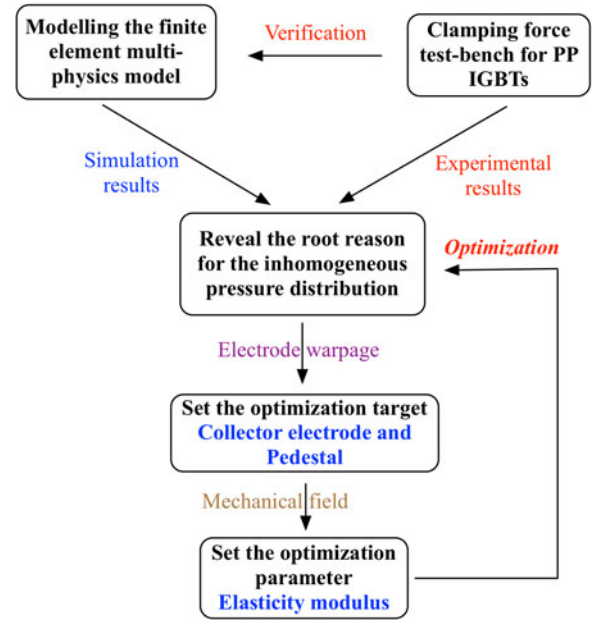 Modelling the finite
element multi-
physics model
Verification
Clamping force
test-bench for PP
IGBTs
Simulation
results
Experimental
results
Reveal the root reason
for the inhomogeneous
pressure distribution
Optimization
Electrode warpage
Set the optimization target
Collector electrode and
Pedestal
Mechanical field
Set the optimization
parameter
Elasticity modulus